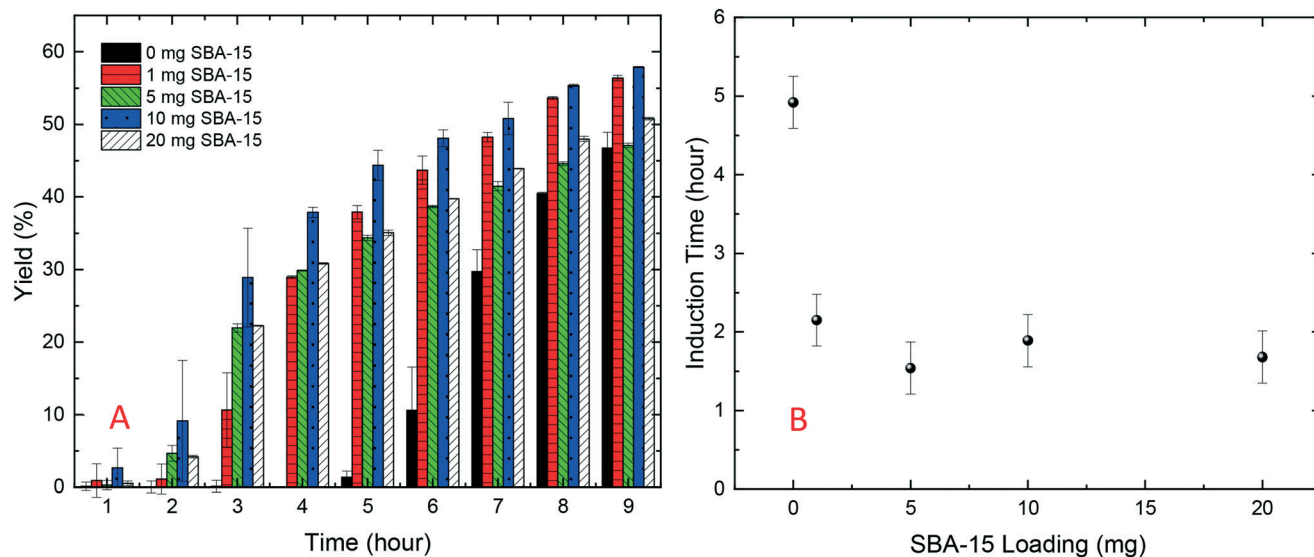 60
50
40
30
20
10
0
Yield (%)
0 mg SBA-15
1 mg SBA-15
5 mg SBA-15
10 mg SBA-15
20 mg SBA-15
A
1 2 3 4 5 6 7 8 9
Time (hour)
6
5
4
3
2
1
0
Induction Time (hour)
B
0 5 10 15 20
SBA-15 Loading (mg)